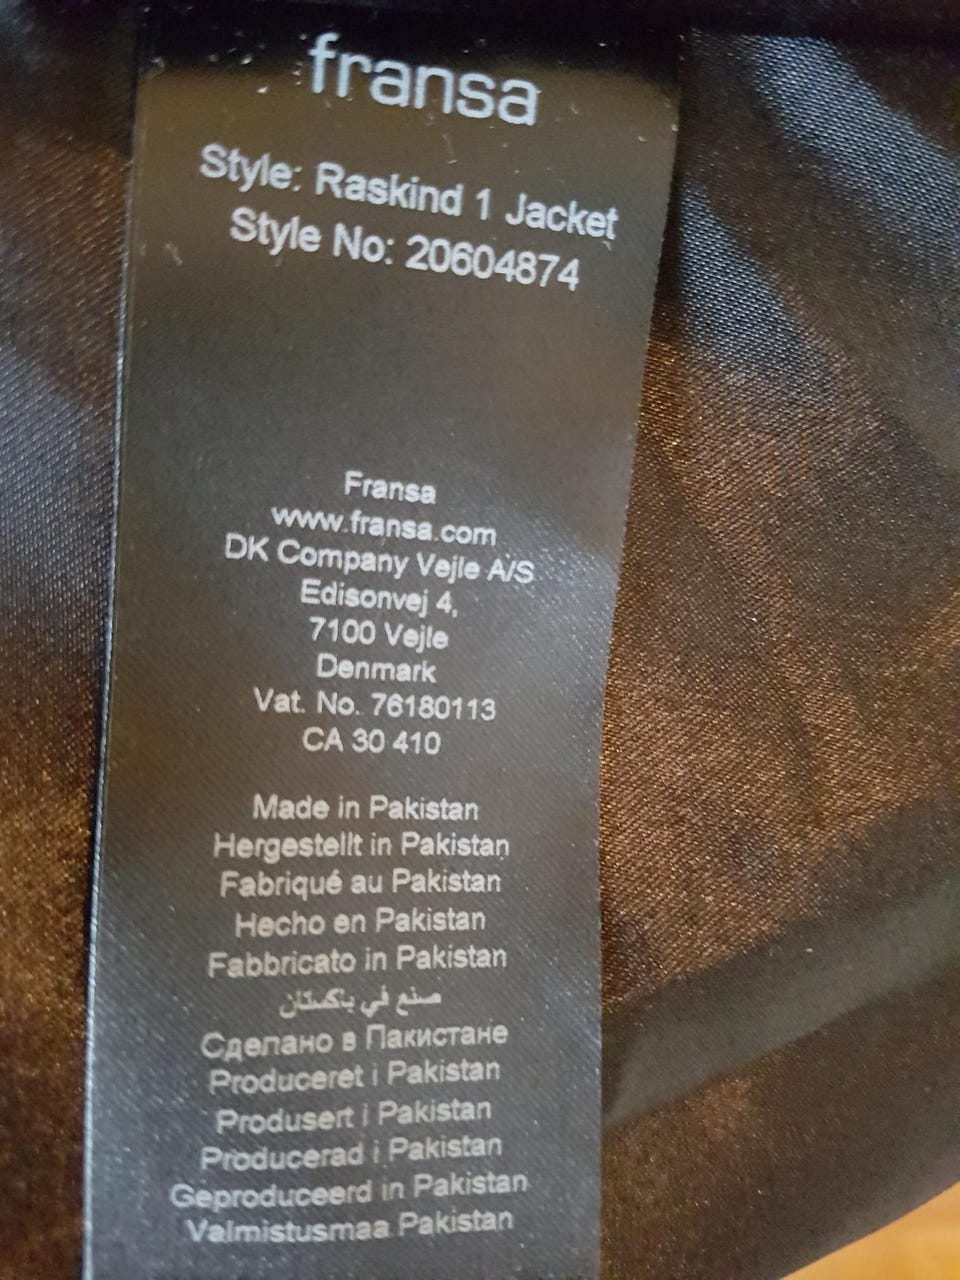 fransa
Style: Raskind 1 Jacket
Style No: 20604874
Fransa
www.fransa.com
DK Company Vejle A/S
Edisonvej 4,
7100 Vejle
Denmark
Vat. No. 76180113
CA 30 410
Made in Pakistan
Hergestellt in Pakistan
Fabriqué au Pakistan
Hecho en Pakistan
Fabbricato in Pakistan
صنع في باكستان
Сделано в Пакистане
Produceret i Pakistan
Produsert i Pakistan
Producerad i Pakistan
Geproduceerd in Pakistan
Valmistusmaa Pakistan